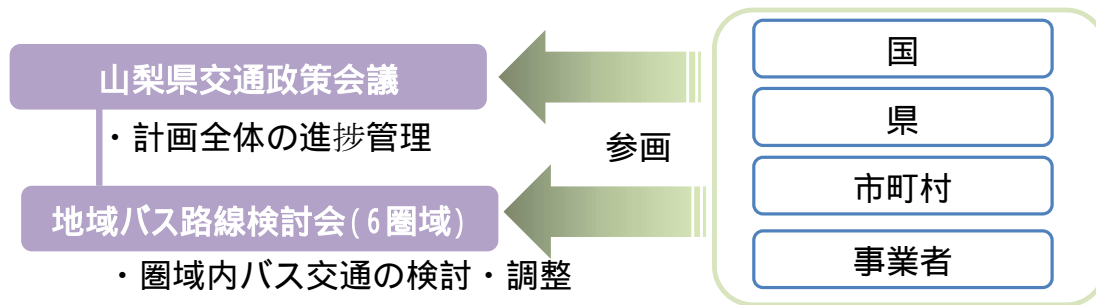 山梨県交通政策会議
・計画全体の進捗管理
地域バス路線検討会(6圏域)
・圏域内バス交通の検討・調整
参画
国
県
市町村
事業者